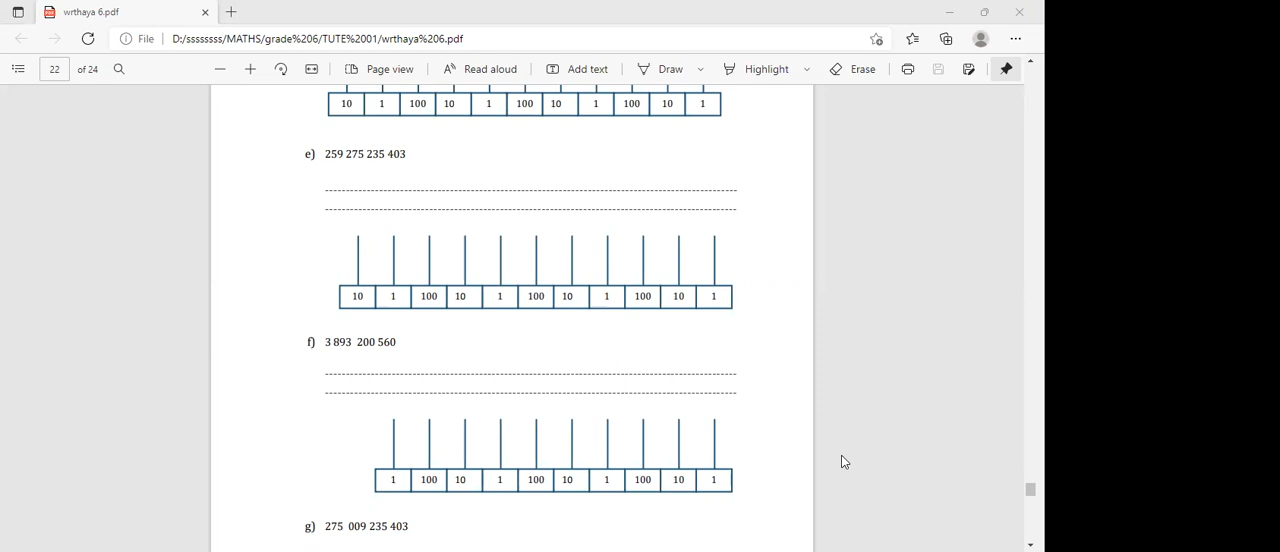 wrthaya 6.pdf
File D:/ssssssss/MATHS/grade%206/TUTE%2001/wrthaya%206.pdf
22 of 24 Page view Read aloud Add text Draw Highlight Erase
10 1 100 10 1 100 10 1 100 10 1
e) 259 275 235 403
10 1 100 10 1 100 10 1 100 10 1
f) 3 893 200 560
1 100 10 1 100 10 1 100 10 1
g) 275 009 235 403